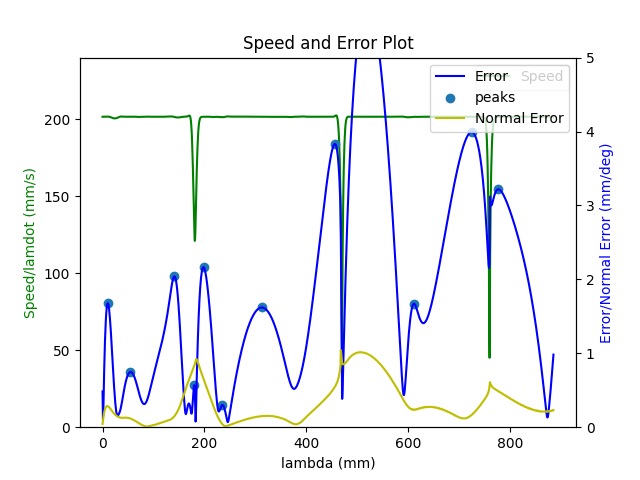 Speed and Error Plot
Speed
Error
peaks
Normal Error
Speed/lamdot (mm/s)
0
50
100
150
200
Error/Normal Error (mm/deg)
0
1
2
3
4
5
0
200
400
600
800
lambda (mm)